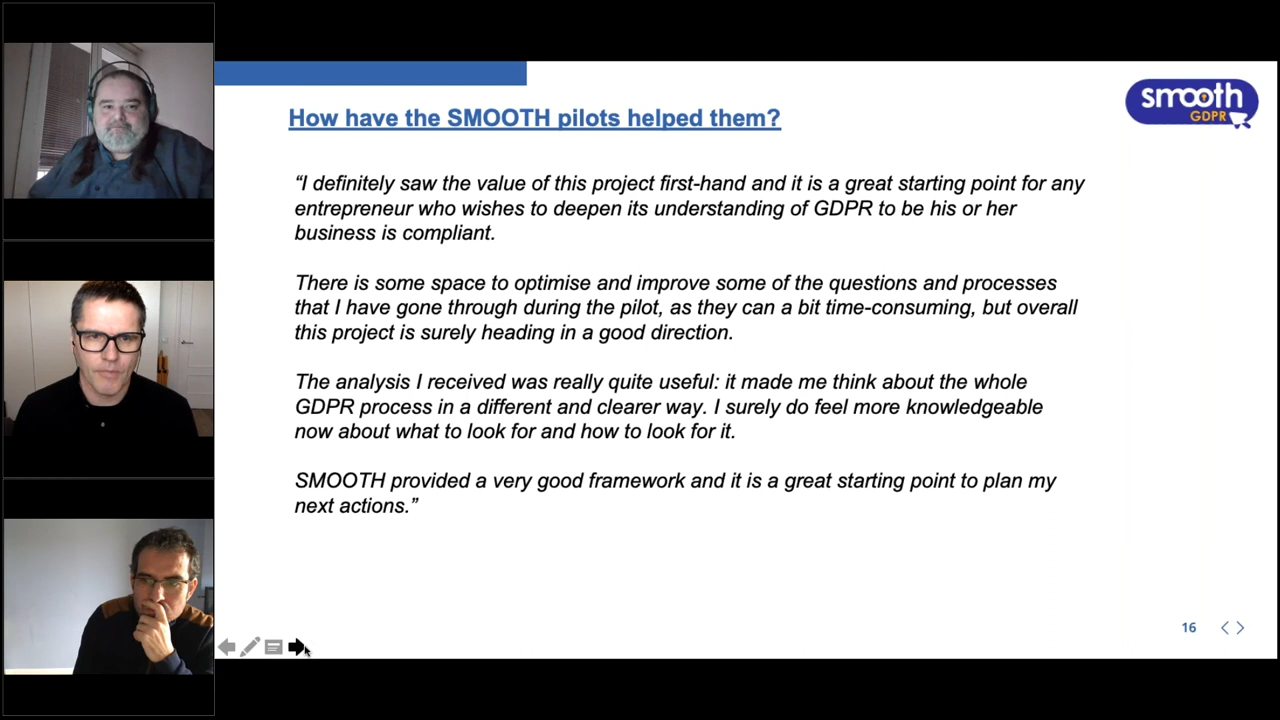 How have the SMOOTH pilots helped them?
smooth
GDPR
“I definitely saw the value of this project first-hand and it is a great starting point for any
entrepreneur who wishes to deepen its understanding of GDPR to be his or her
business is compliant.
There is some space to optimise and improve some of the questions and processes
that I have gone through during the pilot, as they can a bit time-consuming, but overall
this project is surely heading in a good direction.
The analysis I received was really quite useful: it made me think about the whole
GDPR process in a different and clearer way. I surely do feel more knowledgeable
now about what to look for and how to look for it.
SMOOTH provided a very good framework and it is a great starting point to plan my
next actions.”
16